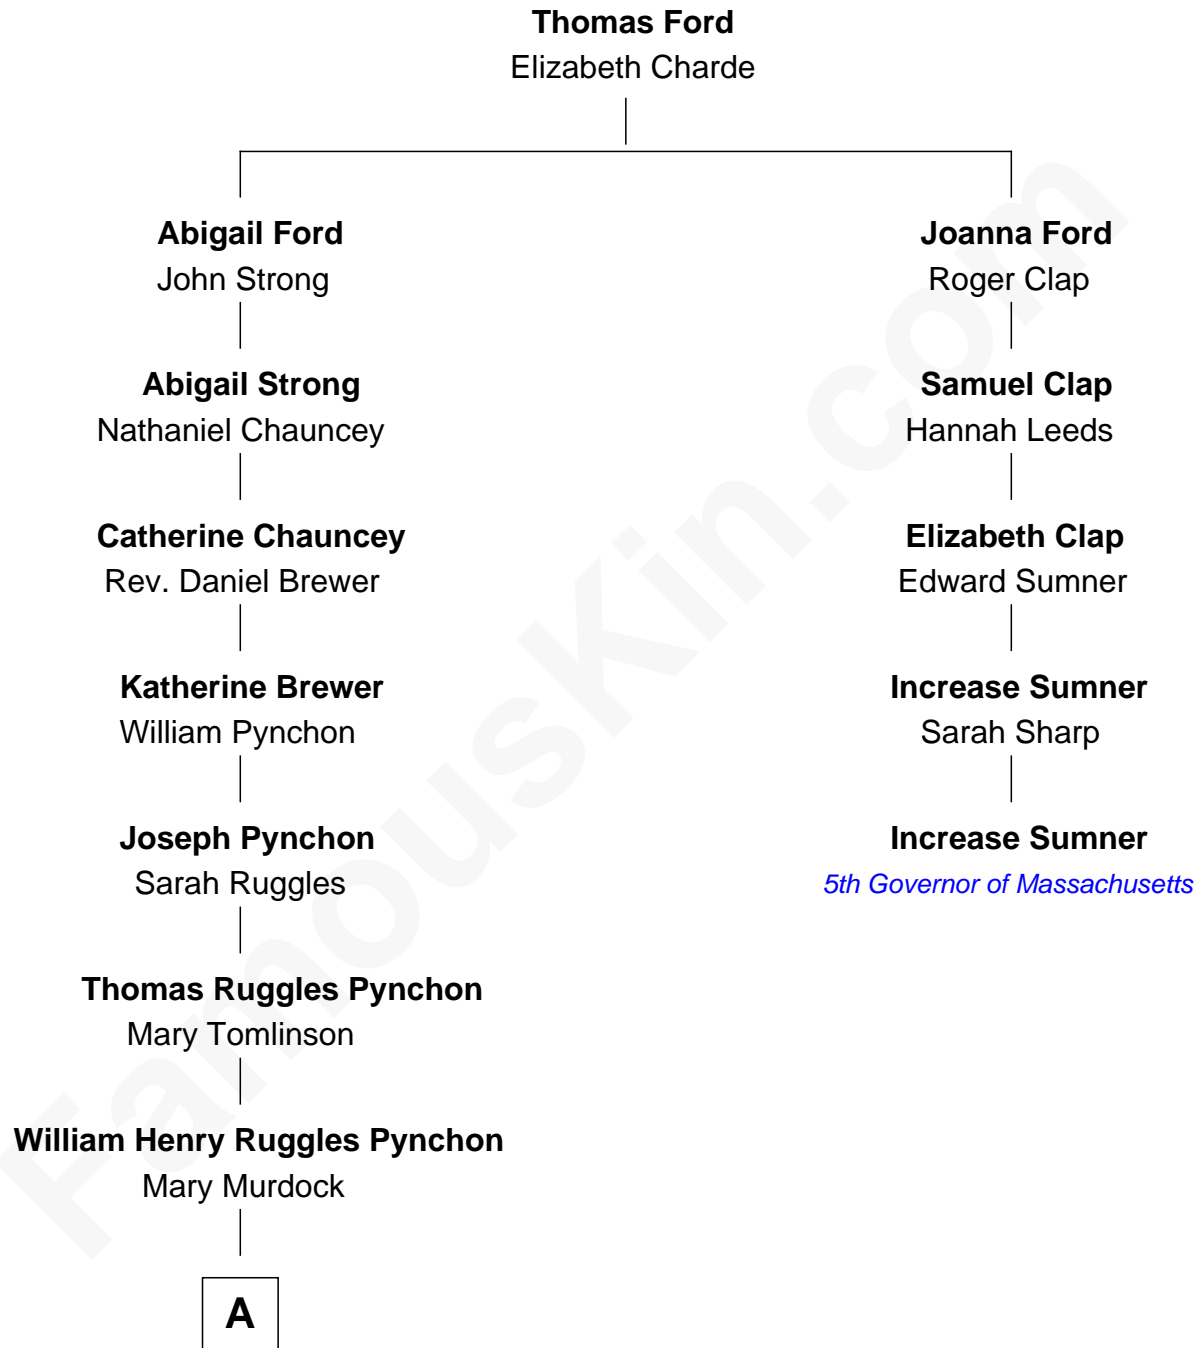 Thomas Ford
Elizabeth Charde
Abigail Ford
John Strong
Joanna Ford
Roger Clap
Abigail Strong
Nathaniel Chauncey
Samuel Clap
Hannah Leeds
Catherine Chauncey
Rev. Daniel Brewer
Elizabeth Clap
Edward Sumner
Katherine Brewer
William Pynchon
Increase Sumner
Sarah Sharp
Joseph Pynchon
Sarah Ruggles
Increase Sumner
5th Governor of Massachusetts
Thomas Ruggles Pynchon
Mary Tomlinson
William Henry Ruggles Pynchon
Mary Murdock
A
FamousKin.com